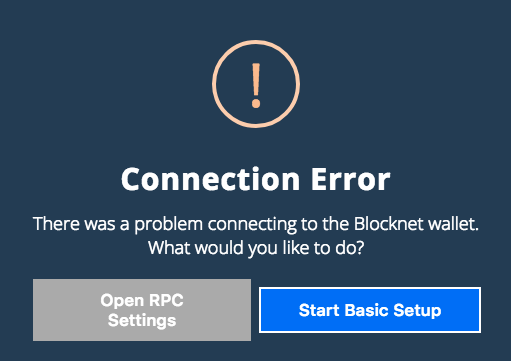 Connection Error
There was a problem connecting to the Blocknet wallet.
What would you like to do?
Open RPC
Settings
Start Basic Setup